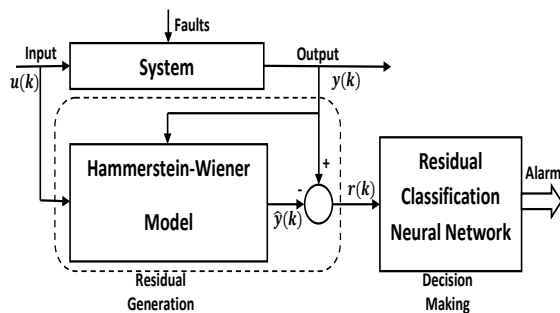 Faults
Input
Output
System
u(k)
y(k)
Hammerstein-Wiener
Model
+
-
ŷ(k)
r(k)
Residual
Classification
Neural Network
Alarm
Residual
Generation
Decision
Making